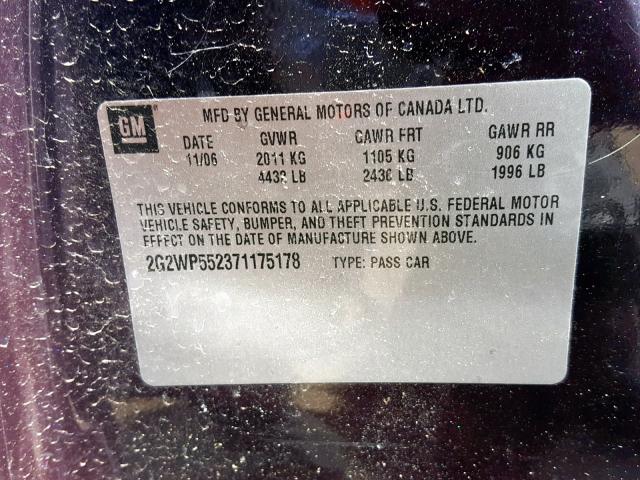 GM
MFD BY GENERAL MOTORS OF CANADA LTD.
DATE GVWR GAWR FRT GAWR RR
11/06 2011 KG 1105 KG 906 KG
4433 LB 2436 LB 1996 LB
THIS VEHICLE CONFORMS TO ALL APPLICABLE U.S. FEDERAL MOTOR
VEHICLE SAFETY, BUMPER, AND THEFT PREVENTION STANDARDS IN
EFFECT ON THE DATE OF MANUFACTURE SHOWN ABOVE.
2G2WP552371175178 TYPE: PASS CAR